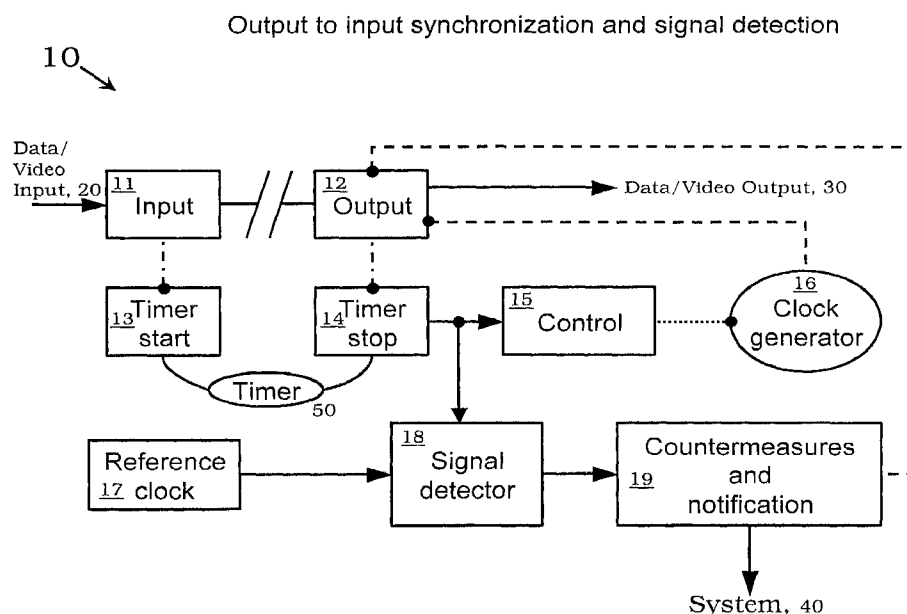 Output to input synchronization and signal detection
10
Data/
Video
Input, 20
11
Input
12
Output
Data/Video Output, 30
13
Timer
start
14
Timer
stop
15
Control
16
Clock
generator
Timer
50
Reference
17 clock
18
Signal
detector
Countermeasures
19 and
notification
System, 40